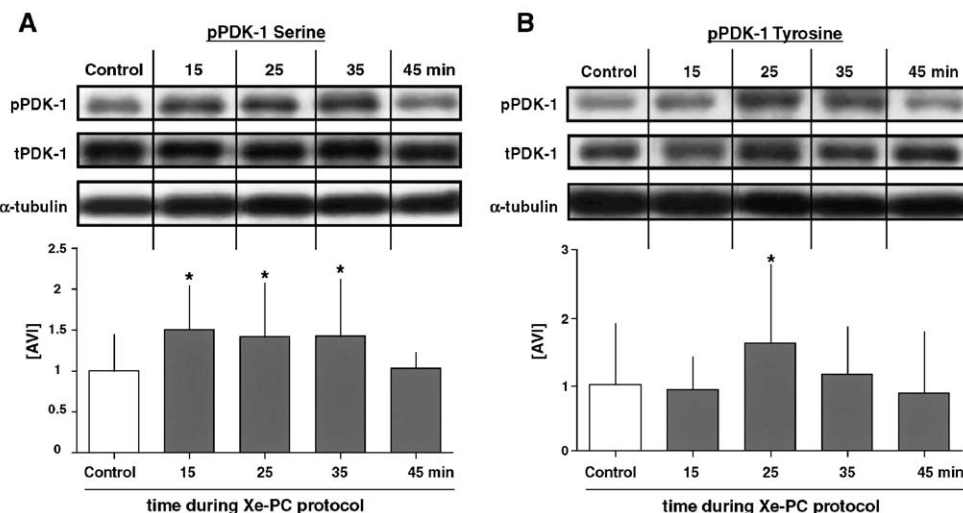 A
pPDK-1 Serine
Control 15 25 35 45 min
pPDK-1
tPDK-1
α-tubulin
2.5
2
1.5
1
0.5
0
[AVI]
* * *
Control 15 25 35 45 min
time during Xe-PC protocol
B
pPDK-1 Tyrosine
Control 15 25 35 45 min
pPDK-1
tPDK-1
α-tubulin
3
2
1
0
[AVI]
*
Control 15 25 35 45 min
time during Xe-PC protocol